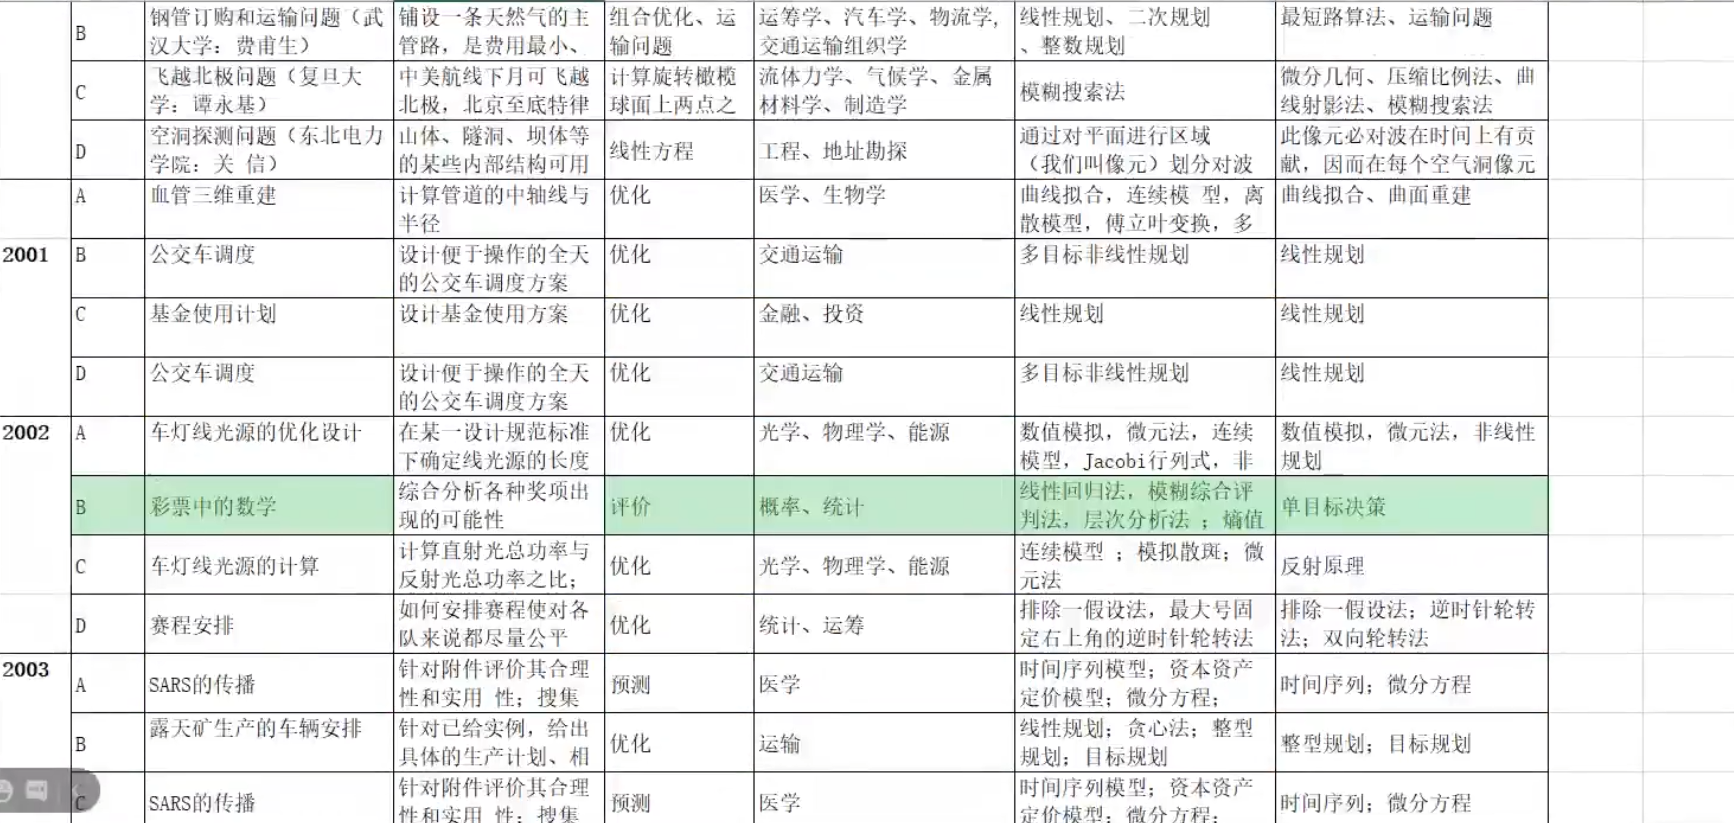 B
钢管订购和运输问题（武
汉大学：费甫生）
铺设一条天然气的主
管路，是费用最小、
组合优化、运
输问题
运筹学、汽车学、物流学，
交通运输组织学
线性规划、二次规划
、整数规划
最短路算法、运输问题
C
飞越北极问题（复旦大
学：谭永基）
中美航线下月可飞越
北极，北京至底特律
计算旋转橄榄
球面上两点之
流体力学、气候学、金属
材料学、制造学
模糊搜索法
微分几何、压缩比例法、曲
线射影法、模糊搜索法
D
空洞探测问题（东北电力
学院：关 信）
山体、隧洞、坝体等
的某些内部结构可用
线性方程
工程、地址勘探
通过对平面进行区域
（我们叫像元）划分对波
此像元必对波在时间上有贡
献，因而在每个空气洞像元
A
血管三维重建
计算管道的中轴线与
半径
优化
医学、生物学
曲线拟合，连续模 型，离
散模型，傅立叶变换，多
曲线拟合、曲面重建
2001
B
公交车调度
设计便于操作的全天
的公交车调度方案
优化
交通运输
多目标非线性规划
线性规划
C
基金使用计划
设计基金使用方案
优化
金融、投资
线性规划
线性规划
D
公交车调度
设计便于操作的全天
的公交车调度方案
优化
交通运输
多目标非线性规划
线性规划
2002
A
车灯线光源的优化设计
在某一设计规范标准
下确定线光源的长度
优化
光学、物理学、能源
数值模拟，微元法，连续
模型，Jacobi行列式，非
数值模拟，微元法，非线性
规划
B
彩票中的数学
综合分析各种奖项出
现的可能性
评价
概率、统计
线性回归法，模糊综合评
判法，层次分析法 ；熵值
单目标决策
C
车灯线光源的计算
计算直射光总功率与
反射光总功率之比；
优化
光学、物理学、能源
连续模型 ；模拟散斑；微
元法
反射原理
D
赛程安排
如何安排赛程使对各
队来说都尽量公平
优化
统计、运筹
排除一假设法，最大号固
定右上角的逆时针轮转法
排除一假设法；逆时针轮转
法；双向轮转法
2003
A
SARS的传播
针对附件评价其合理
性和实用 性；搜集
预测
医学
时间序列模型；资本资产
定价模型；微分方程；
时间序列；微分方程
B
露天矿生产的车辆安排
针对已给实例，给出
具体的生产计划、相
优化
运输
线性规划；贪心法；整型
规划；目标规划
整型规划；目标规划
C
SARS的传播
针对附件评价其合理
性和实用 性；搜集
预测
医学
时间序列模型；资本资产
定价模型；微分方程；
时间序列；微分方程